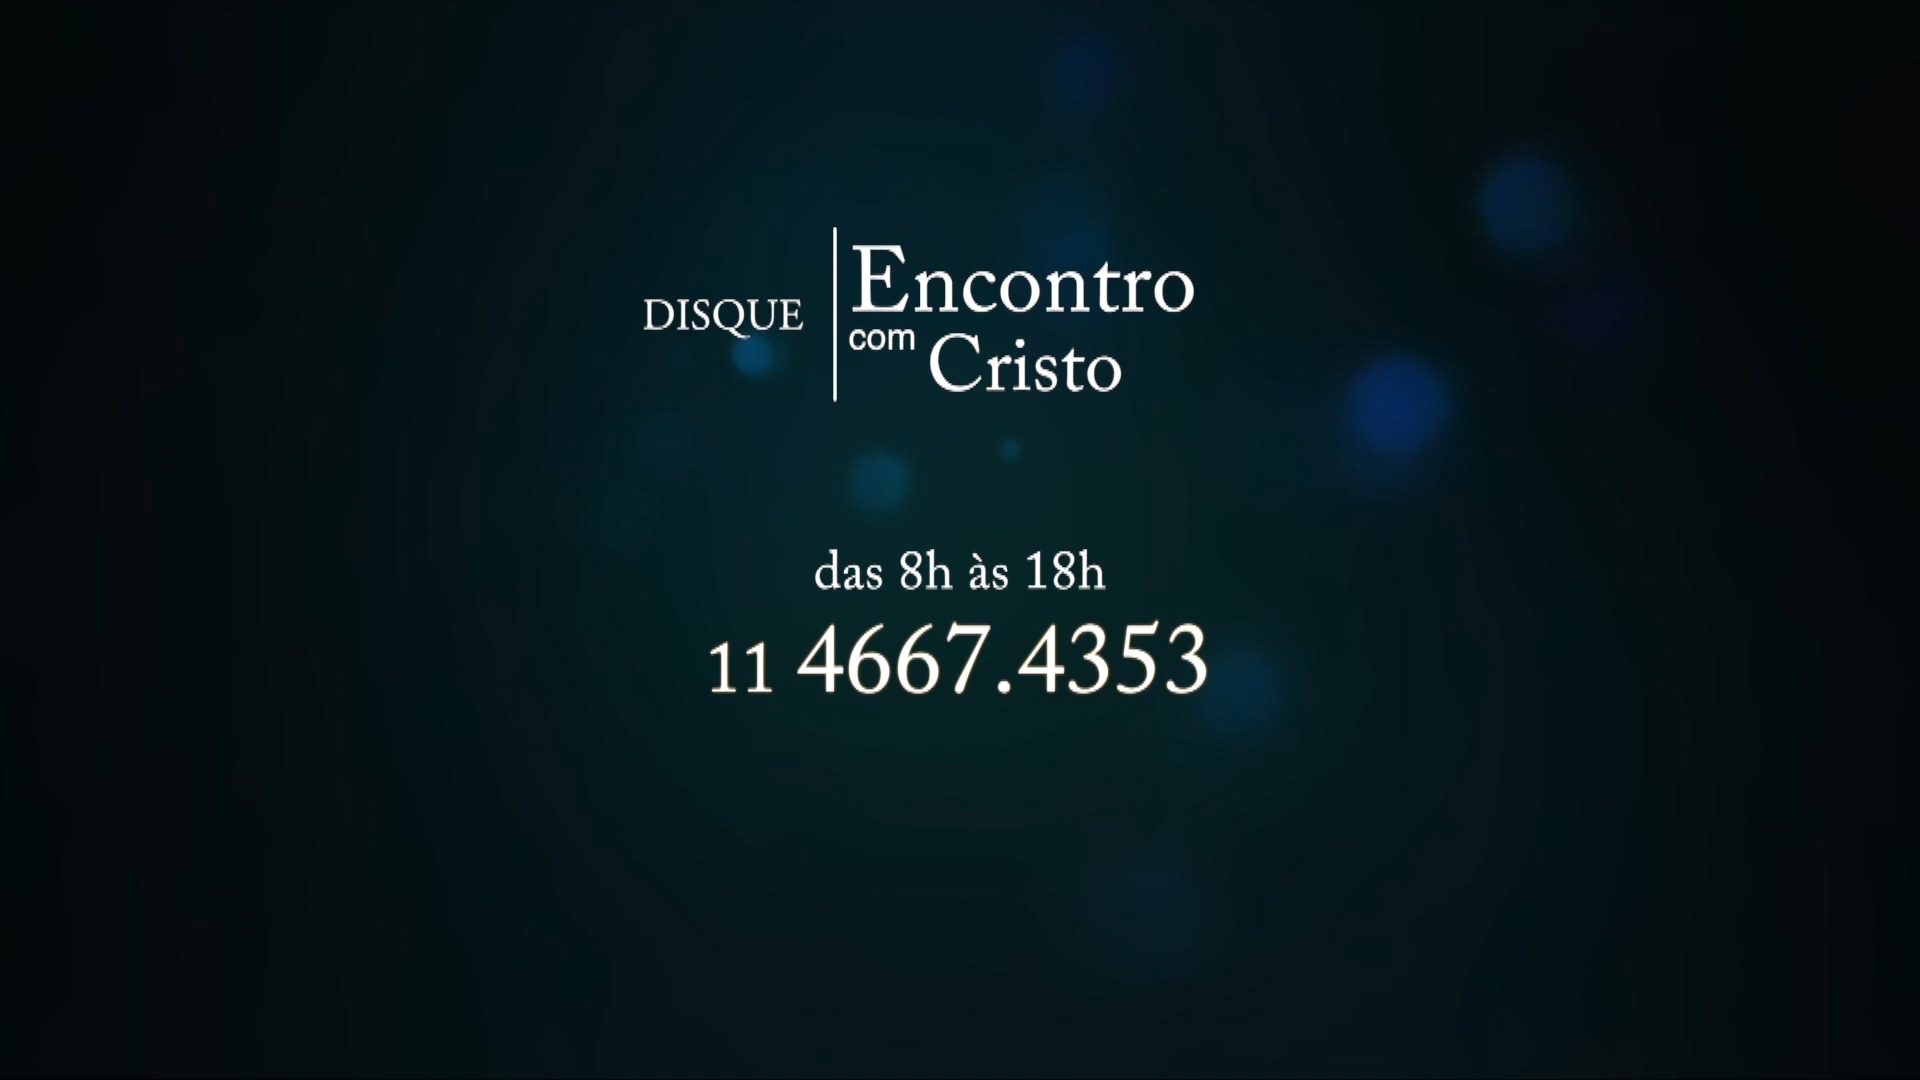 DISQUE
Encontro
com Cristo
das 8h às 18h
11 4667.4353